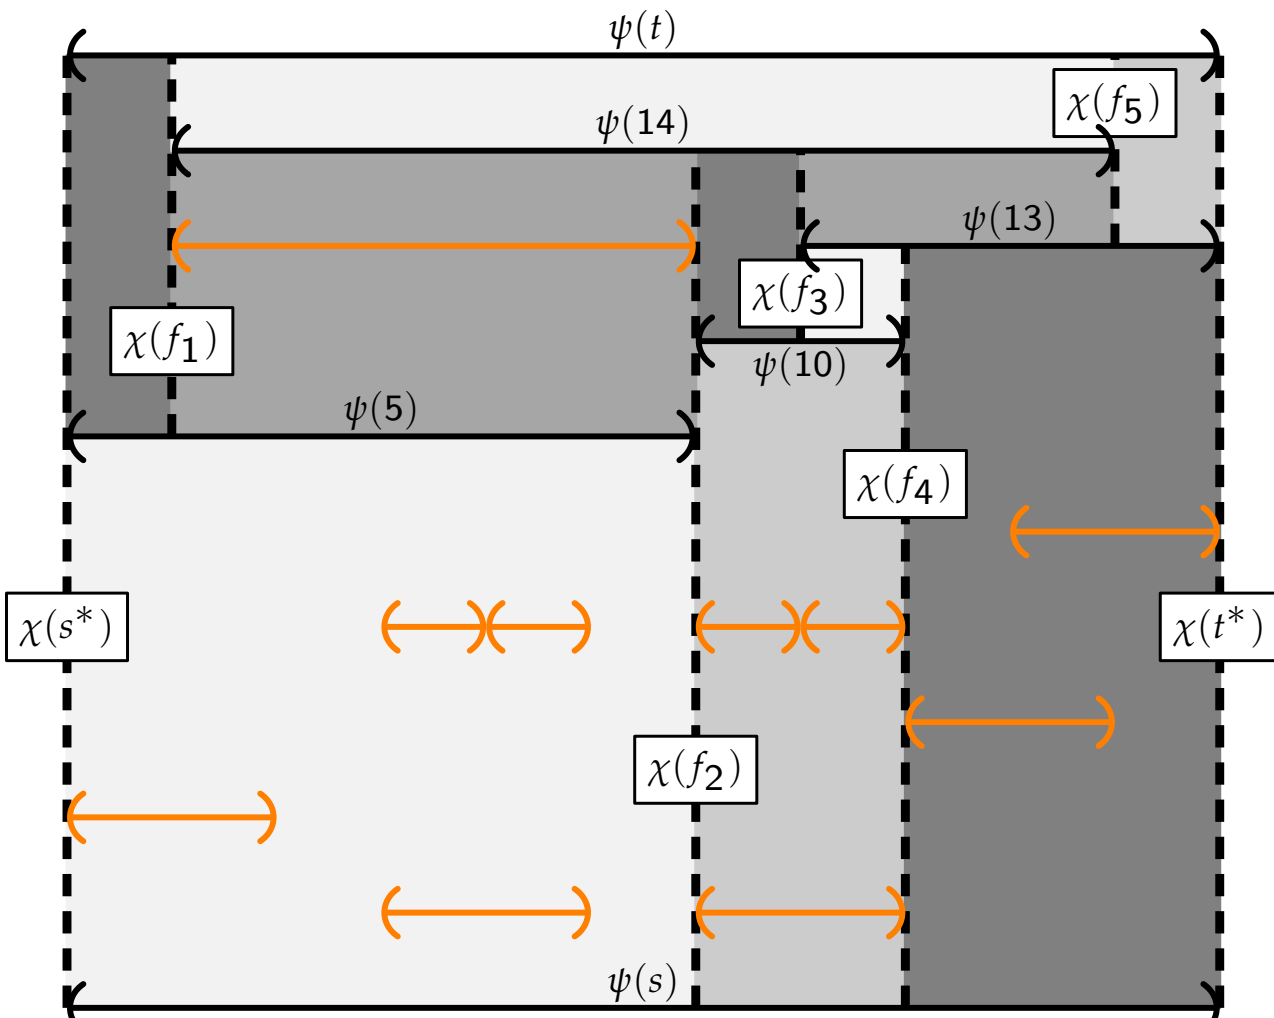 ψ(t)
χ(f₅)
ψ(14)
ψ(13)
χ(f₃)
χ(f₁)
ψ(10)
ψ(5)
χ(f₄)
χ(s*)
χ(t*)
χ(f₂)
ψ(s)